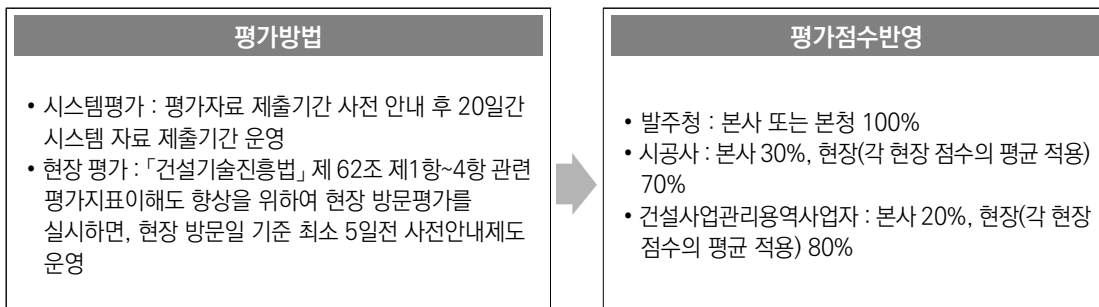 평가방법
• 시스템평가 : 평가자료 제출기간 사전 안내 후 20일간
시스템 자료 제출기간 운영
• 현장 평가 : 「건설기술진흥법」 제 62조 제1항~4항 관련
평가지표이해도 향상을 위하여 현장 방문평가를
실시하면, 현장 방문일 기준 최소 5일전 사전안내제도
운영
평가점수반영
• 발주청 : 본사 또는 본청 100%
• 시공사 : 본사 30%, 현장(각 현장 점수의 평균 적용)
70%
• 건설사업관리용역사업자 : 본사 20%, 현장(각 현장
점수의 평균 적용) 80%